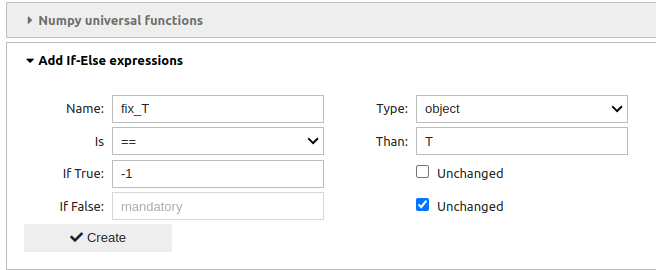 Numpy universal functions
Add If-Else expressions
Name: fix_T Type: object
Is == Than: T
If True: -1 Unchanged
If False: mandatory Unchanged
Create